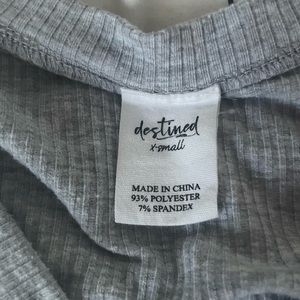 destined
x-small
MADE IN CHINA
93% POLYESTER
7% SPANDEX